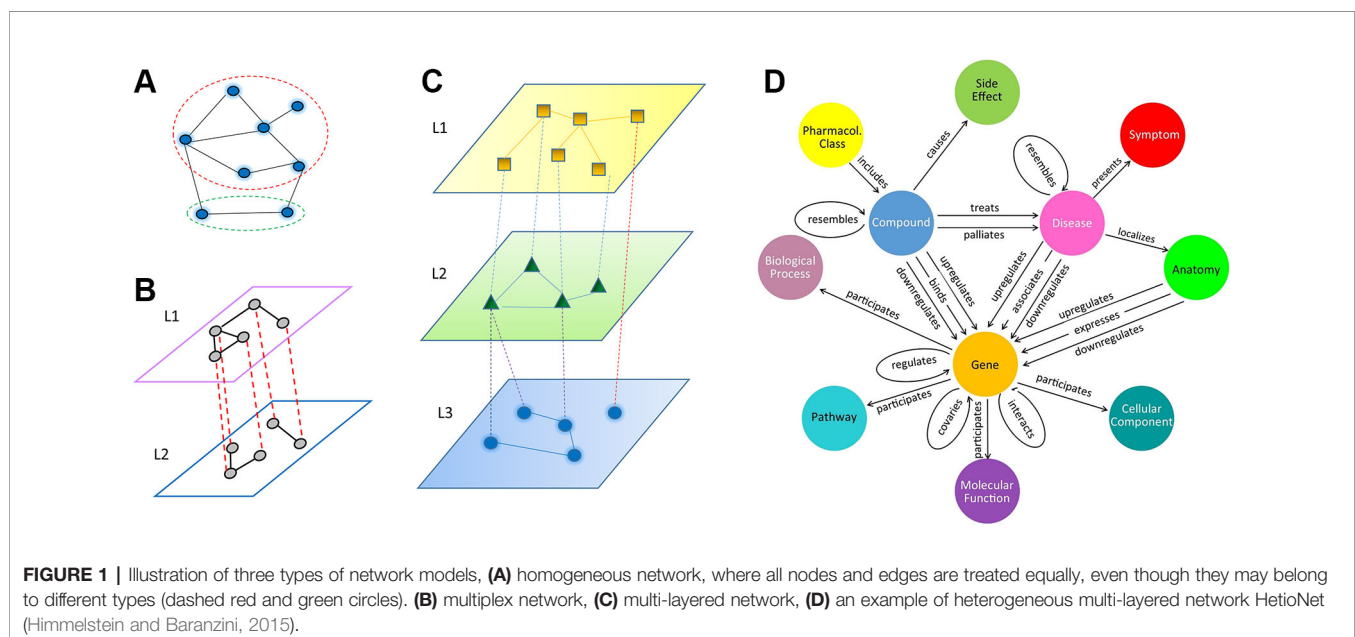 A
B
L1
L2
C
L1
L2
L3
D
Side
Effect
Pharmacol.
Class
Symptom
includes
causes
resembles
presents
resembles
Compound
treats
palliates
Disease
localizes
Biological
Process
Anatomy
downregulates
binds
upregulates
upregulates
associates
downregulates
upregulates
expresses
downregulates
participates
regulates
Gene
participates
Pathway
participates
covaries
participates
interacts
Cellular
Component
Molecular
Function
FIGURE 1 | Illustration of three types of network models, (A) homogeneous network, where all nodes and edges are treated equally, even though they may belong
to different types (dashed red and green circles). (B) multiplex network, (C) multi-layered network, (D) an example of heterogeneous multi-layered network HetioNet
(Himmelstein and Baranzini, 2015).